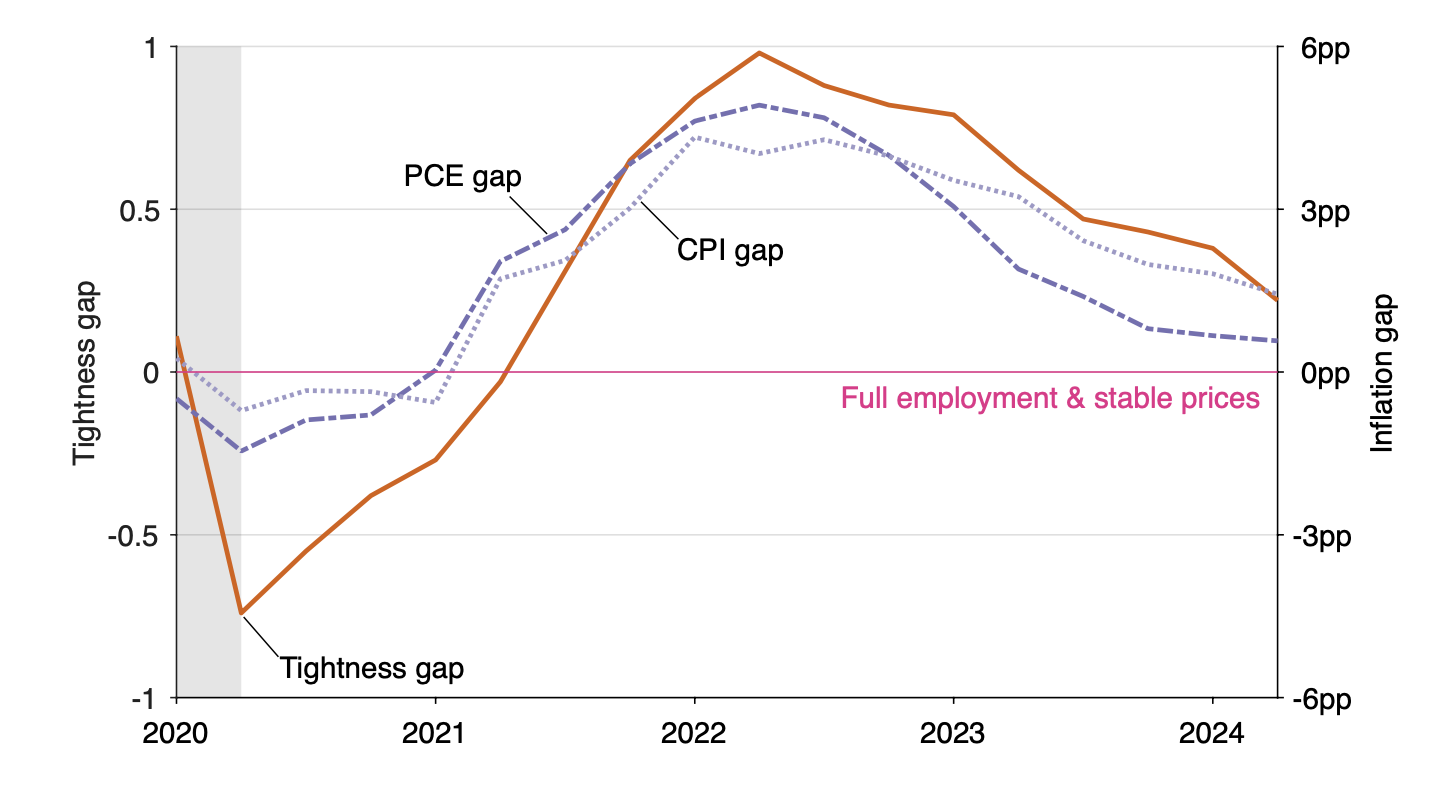 1
6pp
PCE gap
0.5
3pp
CPI gap
Tightness gap
Inflation gap
0
0pp
Full employment & stable prices
-0.5
-3pp
Tightness gap
-1
-6pp
2020
2021
2022
2023
2024